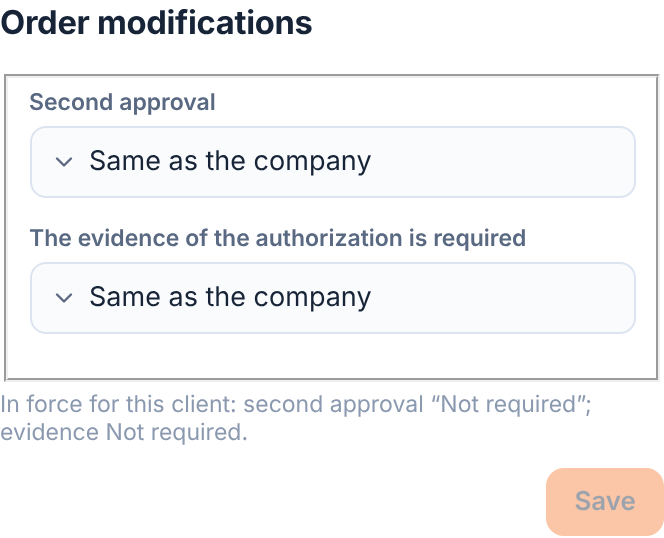 Order modifications
Second approval
Same as the company
The evidence of the authorization is required
Same as the company
In force for this client: second approval “Not required”;
evidence Not required.
Save